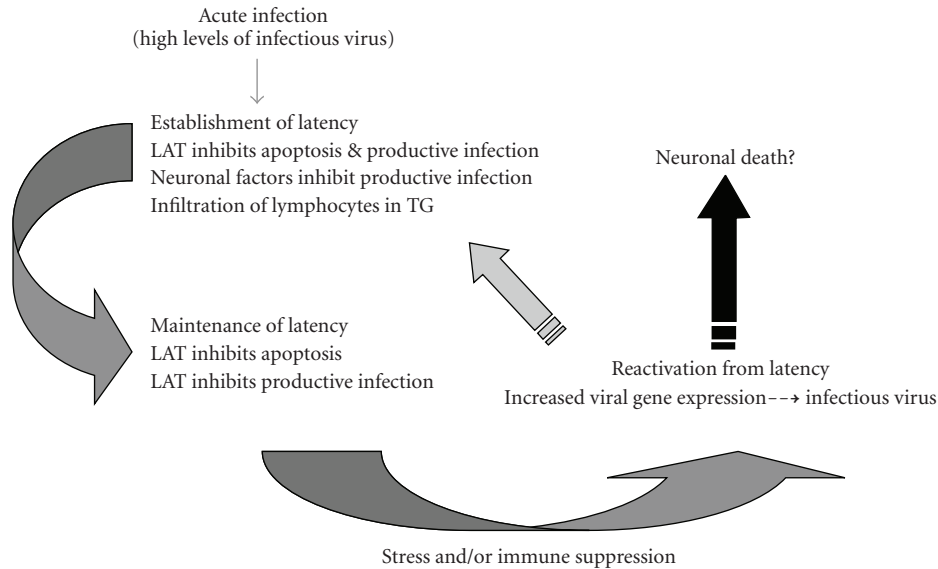 Acute infection
(high levels of infectious virus)
Establishment of latency
LAT inhibits apoptosis & productive infection
Neuronal factors inhibit productive infection
Infiltration of lymphocytes in TG
Neuronal death?
Maintenance of latency
LAT inhibits apoptosis
LAT inhibits productive infection
Reactivation from latency
Increased viral gene expression --→ infectious virus
Stress and/or immune suppression